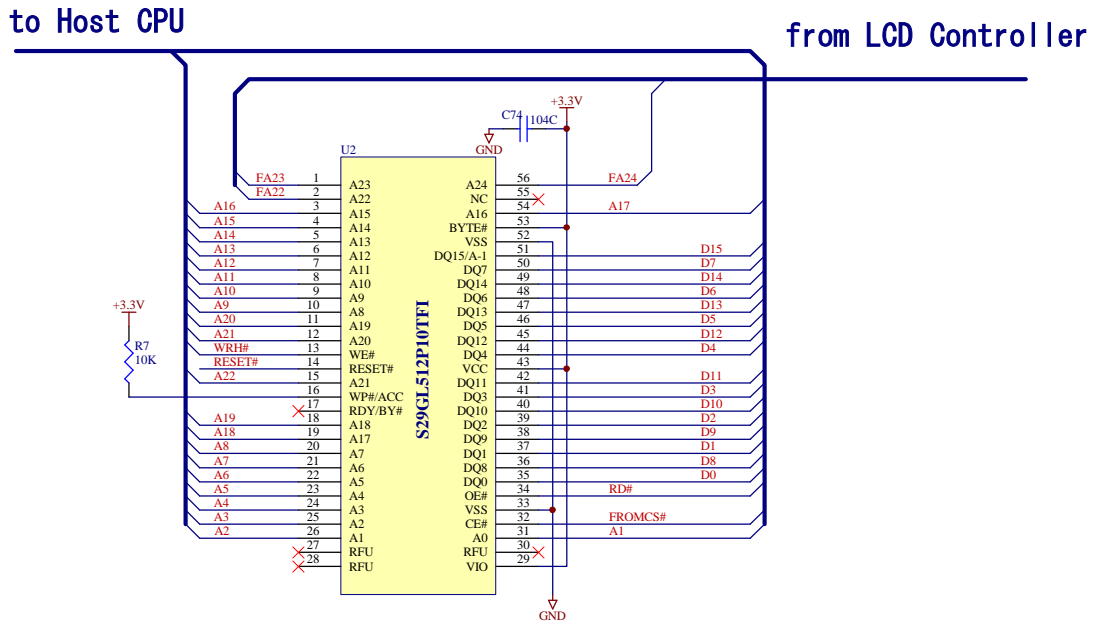 to Host CPU
from LCD Controller
+3.3V
C74 104C
GND
U2
FA23 1 A23 A24 56 FA24
FA22 2 A22 NC 55
A16 3 A15 A16 54 A17
A15 4 A14 BYTE# 53
A14 5 A13 VSS 52
A13 6 A12 DQ15/A-1 51 D15
A12 7 A11 DQ7 50 D7
A11 8 A10 DQ14 49 D14
A10 9 A9 DQ6 48 D6
A9 10 A8 DQ13 47 D13
A20 11 A19 DQ5 46 D5
A21 12 A20 DQ12 45 D12
WRH# 13 WE# DQ4 44 D4
RESET# 14 RESET# VCC 43
A22 15 A21 DQ11 42 D11
16 WP#/ACC DQ3 41 D3
17 RDY/BY# DQ10 40 D10
A19 18 A18 DQ2 39 D2
A18 19 A17 DQ9 38 D9
A8 20 A7 DQ1 37 D1
A7 21 A6 DQ8 36 D8
A6 22 A5 DQ0 35 D0
A5 23 A4 OE# 34 RD#
A4 24 A3 VSS 33
A3 25 A2 CE# 32 FROMCS#
A2 26 A1 A0 31 A1
27 RFU RFU 30
28 RFU VIO 29
S29GL512P10TFI
+3.3V
R7
10K
GND